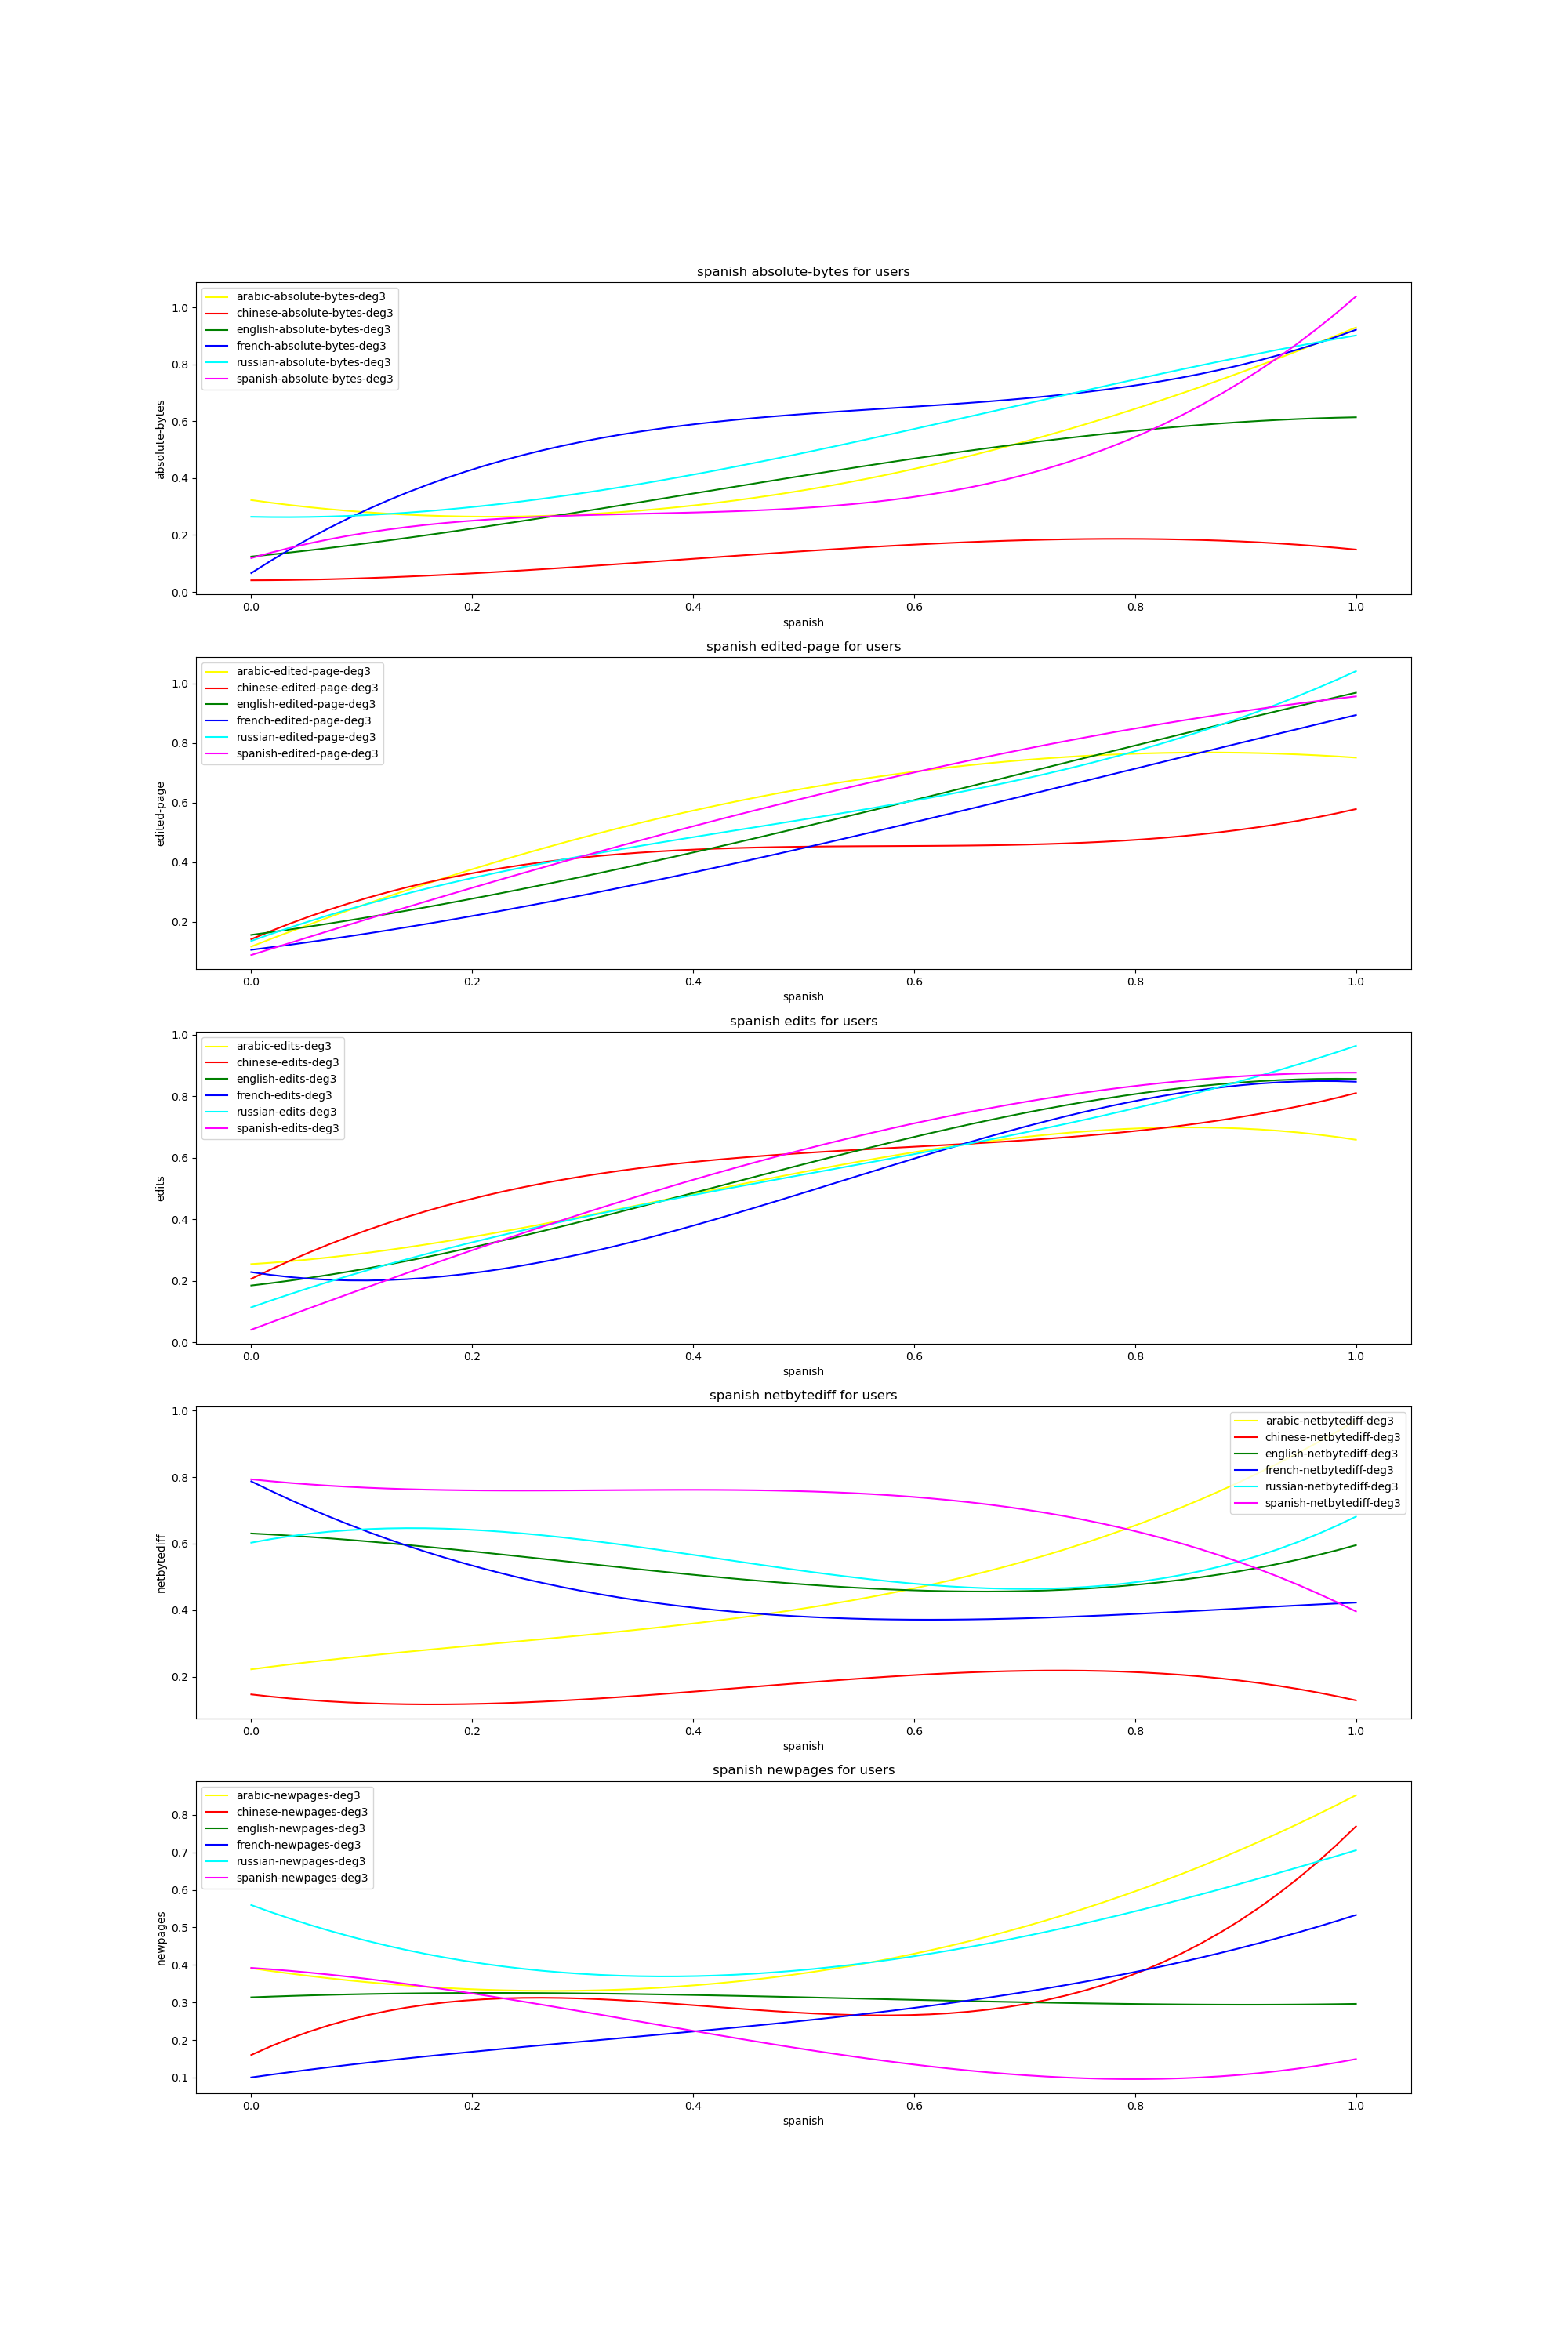 spanish absolute-bytes for users
arabic-absolute-bytes-deg3
chinese-absolute-bytes-deg3
english-absolute-bytes-deg3
french-absolute-bytes-deg3
russian-absolute-bytes-deg3
spanish-absolute-bytes-deg3
absolute-bytes
1.0
0.8
0.6
0.4
0.2
0.0
0.0 0.2 0.4 0.6 0.8 1.0
spanish
spanish edited-page for users
arabic-edited-page-deg3
chinese-edited-page-deg3
english-edited-page-deg3
french-edited-page-deg3
russian-edited-page-deg3
spanish-edited-page-deg3
edited-page
1.0
0.8
0.6
0.4
0.2
0.0 0.2 0.4 0.6 0.8 1.0
spanish
spanish edits for users
arabic-edits-deg3
chinese-edits-deg3
english-edits-deg3
french-edits-deg3
russian-edits-deg3
spanish-edits-deg3
edits
1.0
0.8
0.6
0.4
0.2
0.0
0.0 0.2 0.4 0.6 0.8 1.0
spanish
spanish netbytediff for users
arabic-netbytediff-deg3
chinese-netbytediff-deg3
english-netbytediff-deg3
french-netbytediff-deg3
russian-netbytediff-deg3
spanish-netbytediff-deg3
netbytediff
1.0
0.8
0.6
0.4
0.2
0.0 0.2 0.4 0.6 0.8 1.0
spanish
spanish newpages for users
arabic-newpages-deg3
chinese-newpages-deg3
english-newpages-deg3
french-newpages-deg3
russian-newpages-deg3
spanish-newpages-deg3
newpages
0.8
0.7
0.6
0.5
0.4
0.3
0.2
0.1
0.0 0.2 0.4 0.6 0.8 1.0
spanish